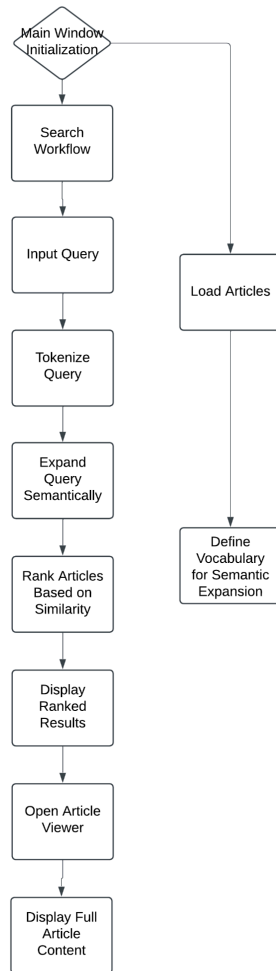 Main Window
Initialization
Search
Workflow
Input Query
Load Articles
Tokenize
Query
Expand
Query
Semantically
Define
Vocabulary
for Semantic
Expansion
Rank Articles
Based on
Similarity
Display
Ranked
Results
Open Article
Viewer
Display Full
Article
Content